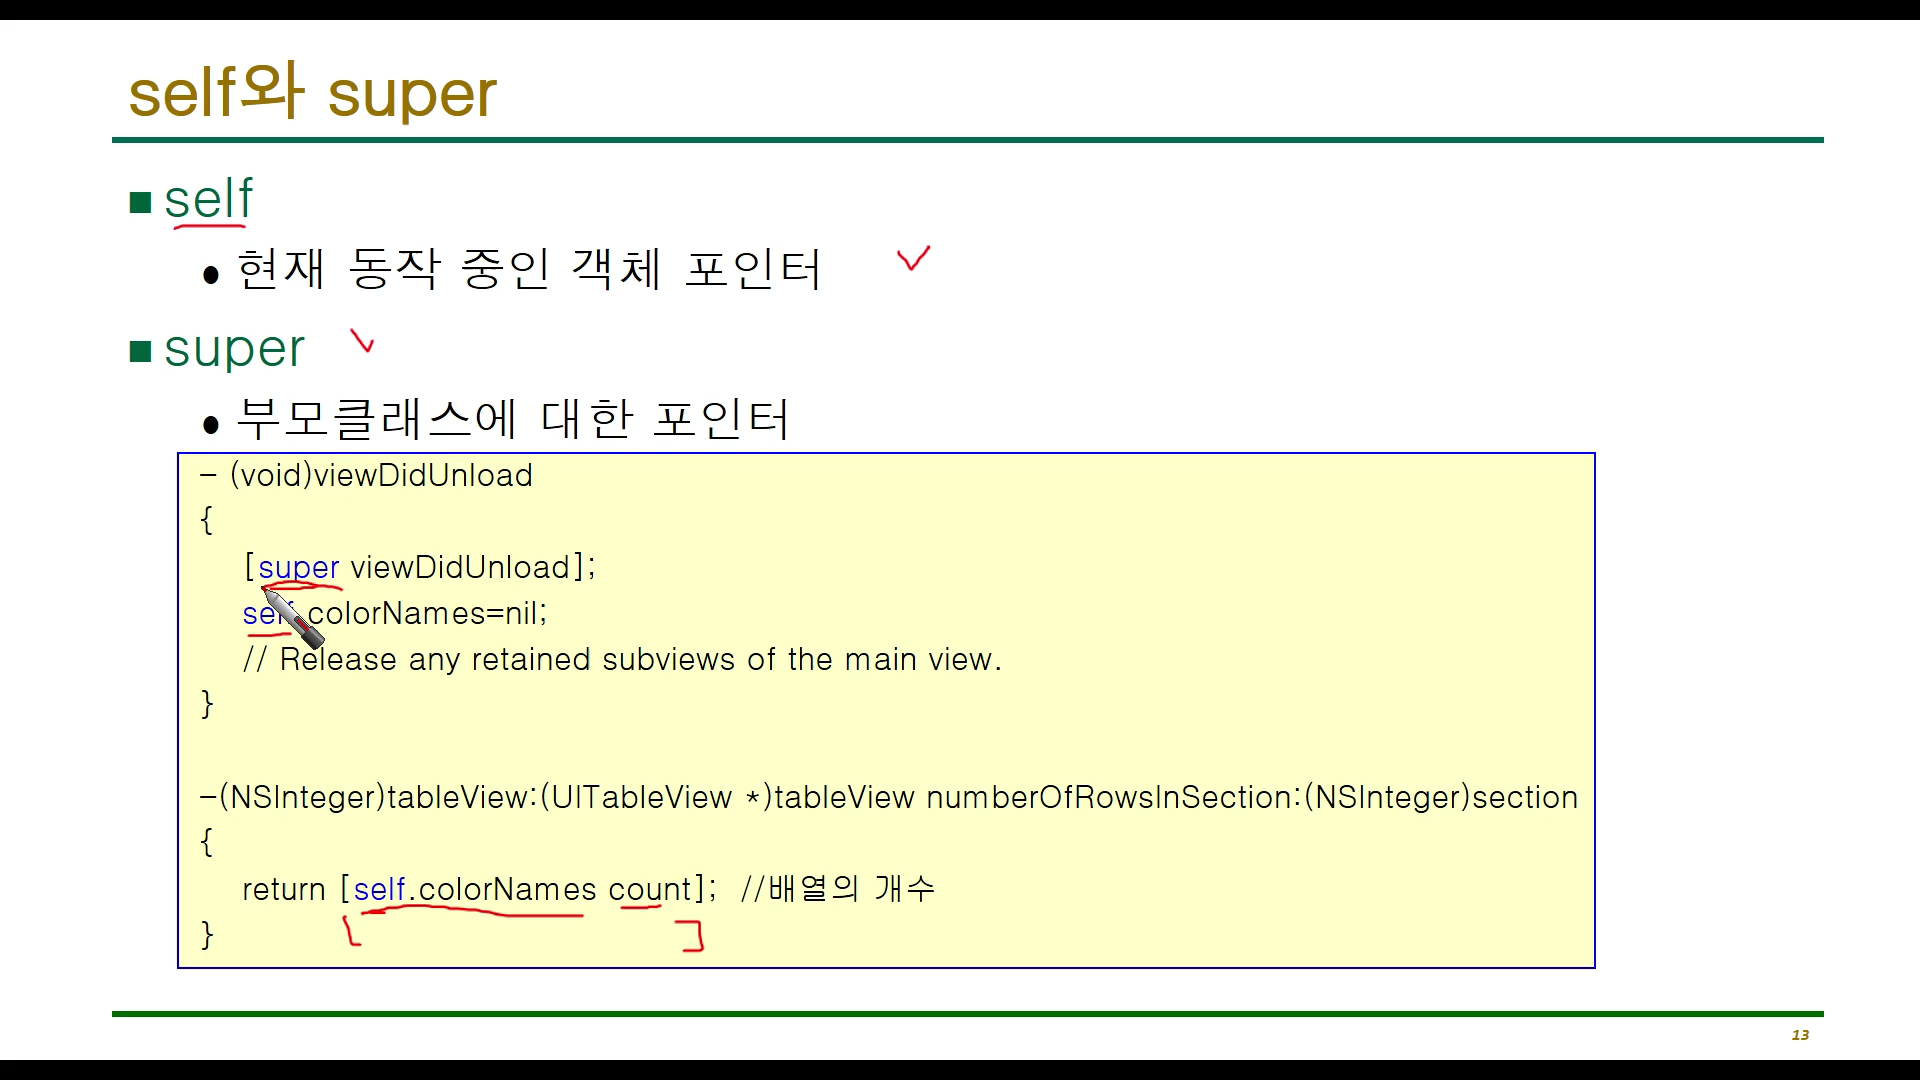 self와 super
self
현재 동작 중인 객체 포인터
super
부모클래스에 대한 포인터
- (void)viewDidUnload
{
[super viewDidUnload];
self.colorNames=nil;
// Release any retained subviews of the main view.
}
-(NSInteger)tableView:(UITableView *)tableView numberOfRowsInSection:(NSInteger)section
{
return [self.colorNames count]; //배열의 개수
}
13